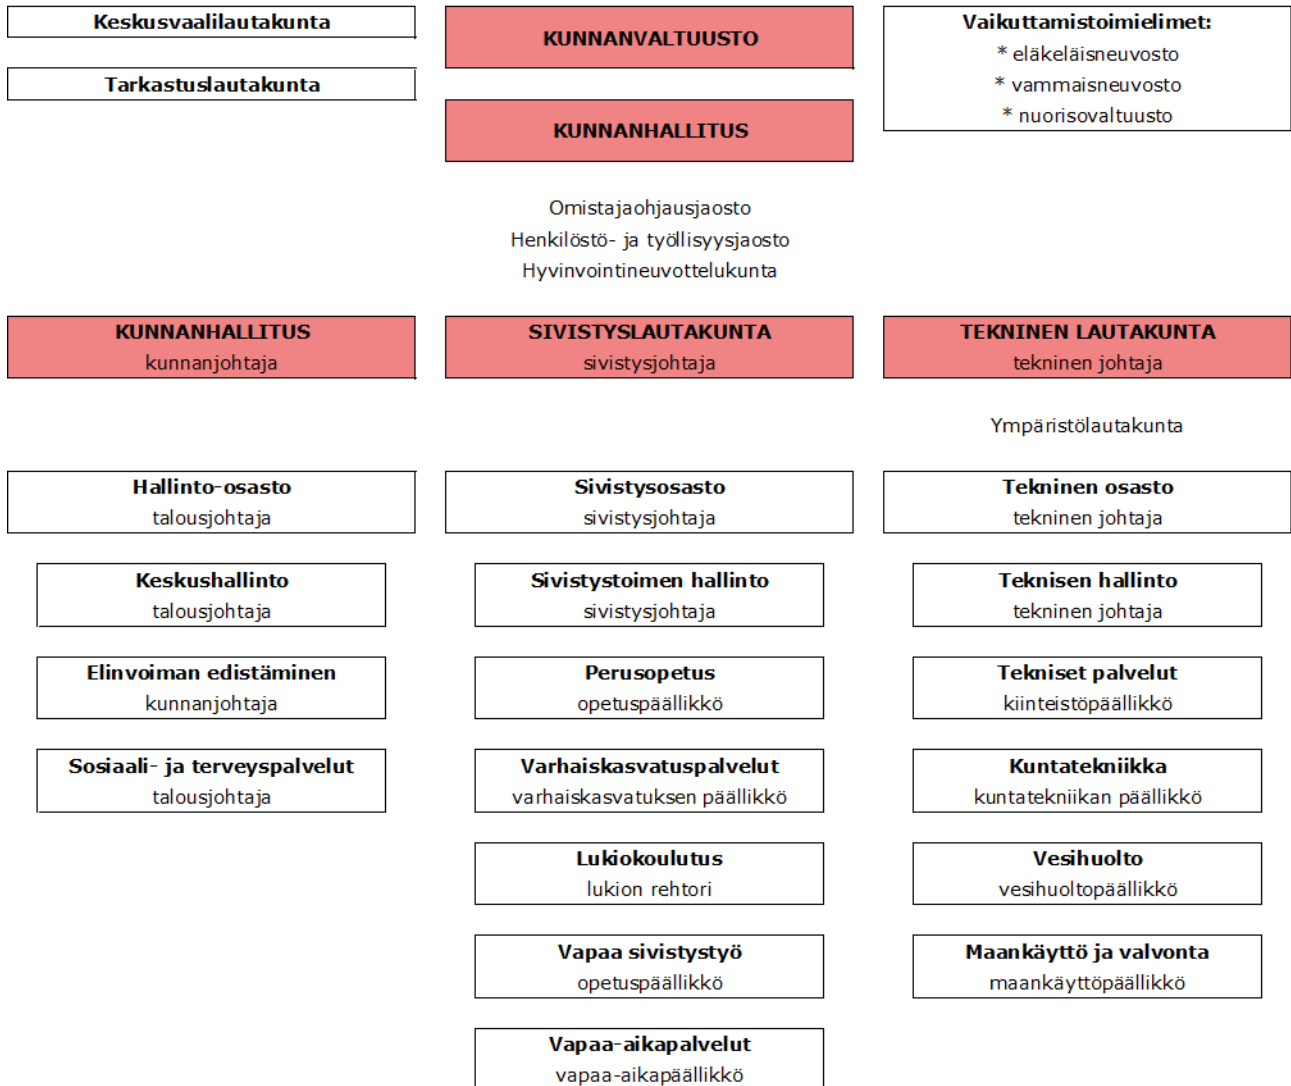 Keskusvaalilautakunta
Tarkastuslautakunta
KUNNANVALTUUSTO
KUNNANHALLITUS
Vaikuttamistoimielimet:
* eläkeläisneuvosto
* vammaisneuvosto
* nuorisovaltuusto
Omistajaohjausjaosto
Henkilöstö- ja työllisyysjaosto
Hyvinvointineuvottelukunta
KUNNANHALLITUS
kunnanjohtaja
SIVISTYSLAUTAKUNTA
sivistysjohtaja
TEKNINEN LAUTAKUNTA
tekninen johtaja
Ympäristölautakunta
Hallinto-osasto
talousjohtaja
Keskushallinto
talousjohtaja
Elinvoiman edistäminen
kunnanjohtaja
Sosiaali- ja terveyspalvelut
talousjohtaja
Sivistysosasto
sivistysjohtaja
Sivistystoimen hallinto
sivistysjohtaja
Perusopetus
opetuspäällikkö
Varhaiskasvatuspalvelut
varhaiskasvatuksen päällikkö
Lukiokoulutus
lukion rehtori
Vapaa sivistystyö
opetuspäällikkö
Vapaa-aikapalvelut
vapaa-aikapäällikkö
Tekninen osasto
tekninen johtaja
Teknisen hallinto
tekninen johtaja
Tekniset palvelut
kiinteistöpäällikkö
Kuntatekniikka
kuntatekniikan päällikkö
Vesihuolto
vesihuoltopäällikkö
Maankäyttö ja valvonta
maankäyttöpäällikkö